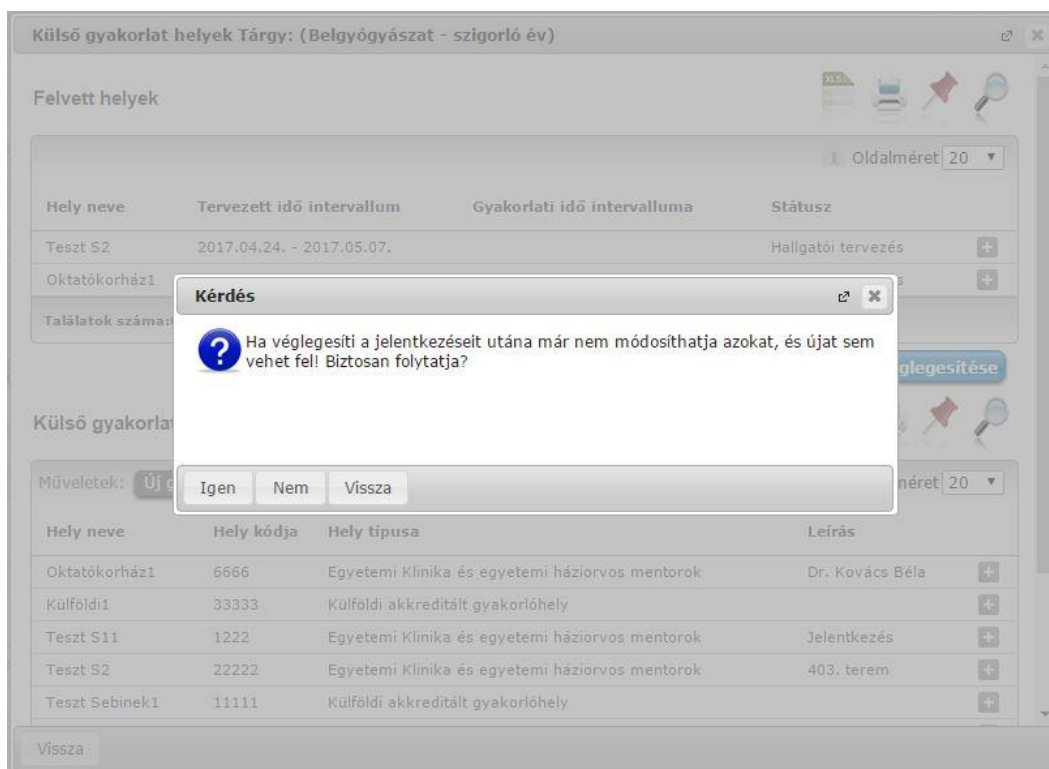 Külső gyakorlat helyek Tárgy: (Belgyógyászat - szigorló év)
Felvett helyek
XLS
1 Oldalméret 20
Hely neve Tervezett idő intervallum Gyakorlati idő intervalluma Státusz
Teszt S2 2017.04.24. - 2017.05.07. Hallgatói tervezés
Oktatókorház1
Kérdés
Találatok száma:
Ha véglegesíti a jelentkezéseit utána már nem módosíthatja azokat, és újat sem
vehet fel! Biztosan folytatja?
glegesítése
Külső gyakorla
Igen Nem Vissza
Műveletek: Új g méret 20
Hely neve Hely kódja Hely típusa Leírás
Oktatókorház1 6666 Egyetemi Klinika és egyetemi háziorvos mentorok Dr. Kovács Béla
Külföldi1 33333 Külföldi akkreditált gyakorlóhely
Teszt S11 1222 Egyetemi Klinika és egyetemi háziorvos mentorok Jelentkezés
Teszt S2 22222 Egyetemi Klinika és egyetemi háziorvos mentorok 403. terem
Teszt Sebinek1 11111 Külföldi akkreditált gyakorlóhely
Vissza